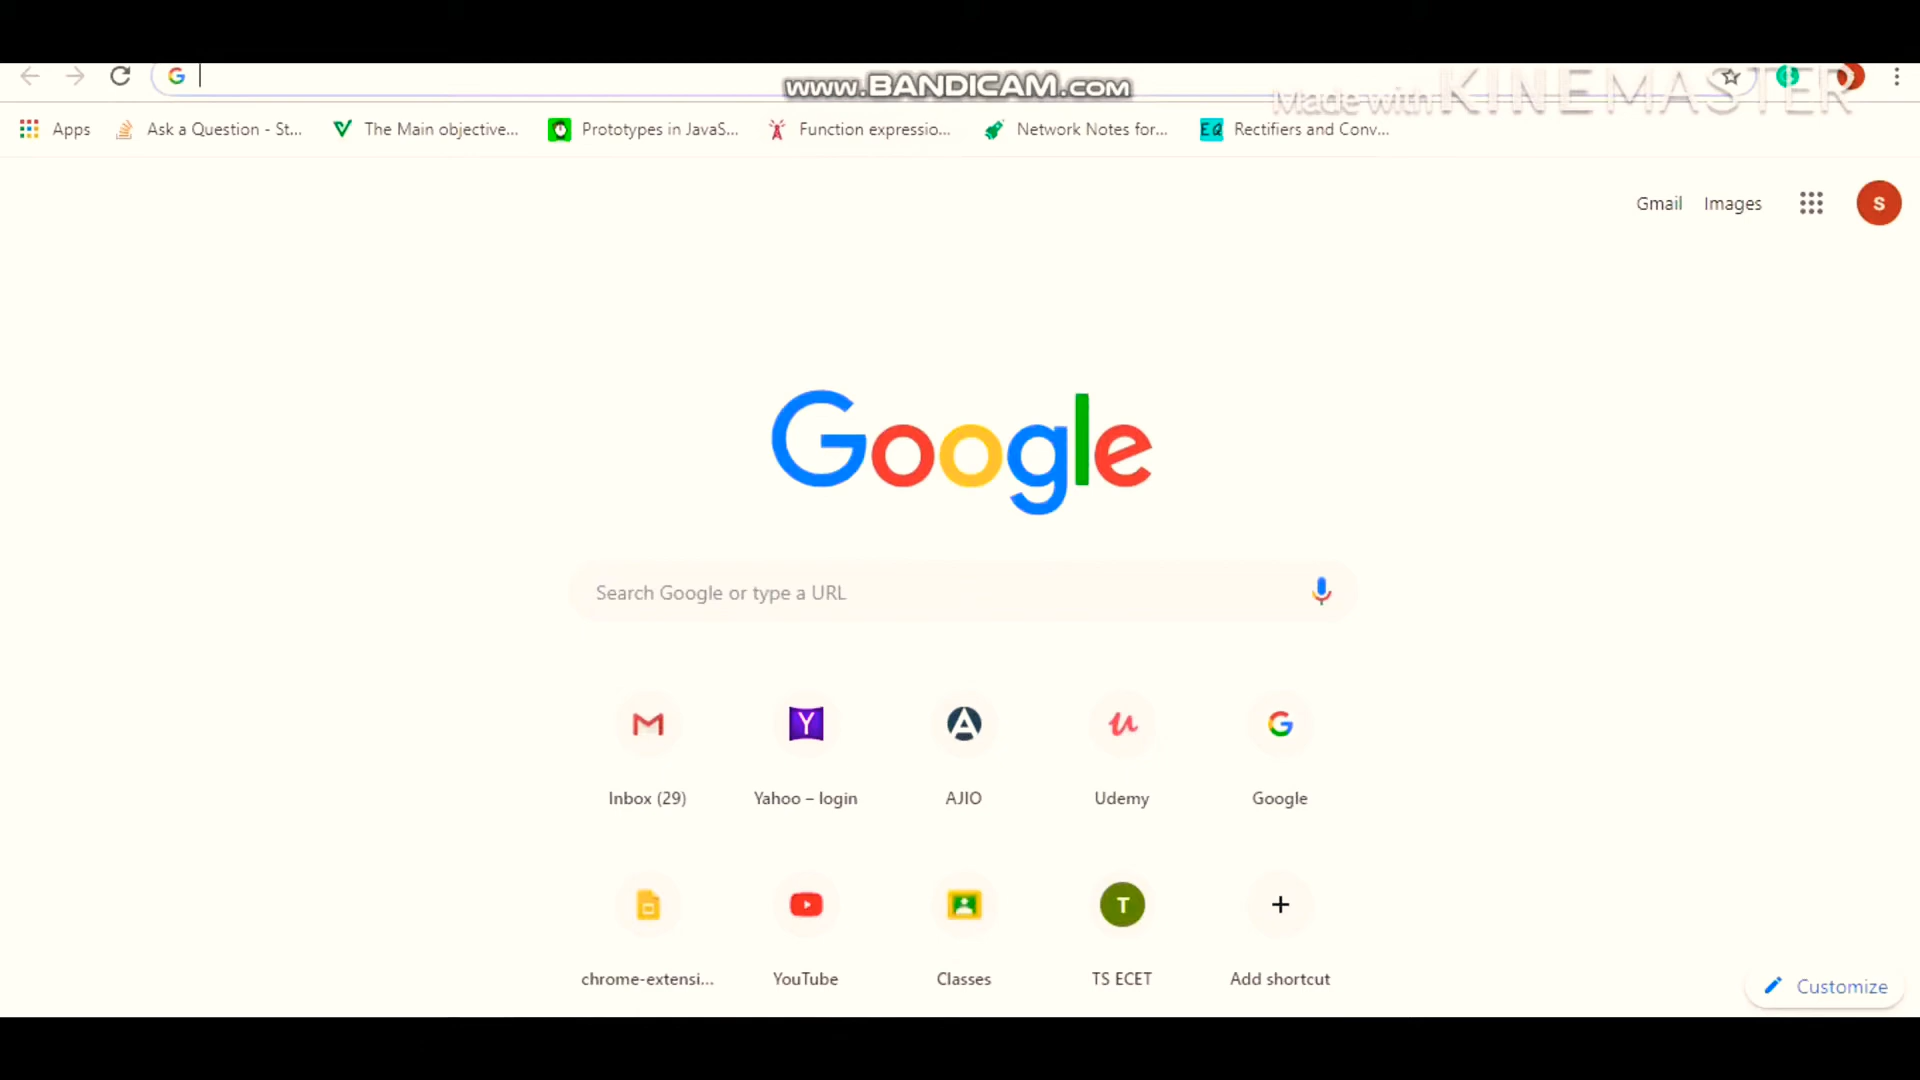 www.BANDICAM.com
Made with KINEMASTER
Apps Ask a Question - St... The Main objective... Prototypes in JavaS... Function expressio... Network Notes for... EQ Rectifiers and Conv...
Gmail Images S
Google
Search Google or type a URL
Inbox (29) Yahoo – login AJIO Udemy Google
T
chrome-extensi... YouTube Classes TS ECET Add shortcut
Customize